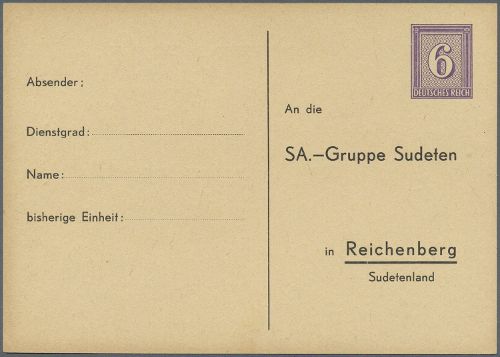 Absender:
Dienstgrad:
Name:
bisherige Einheit:
6
DEUTSCHES REICH
An die
SA.-Gruppe Sudeten
in Reichenberg
Sudetenland